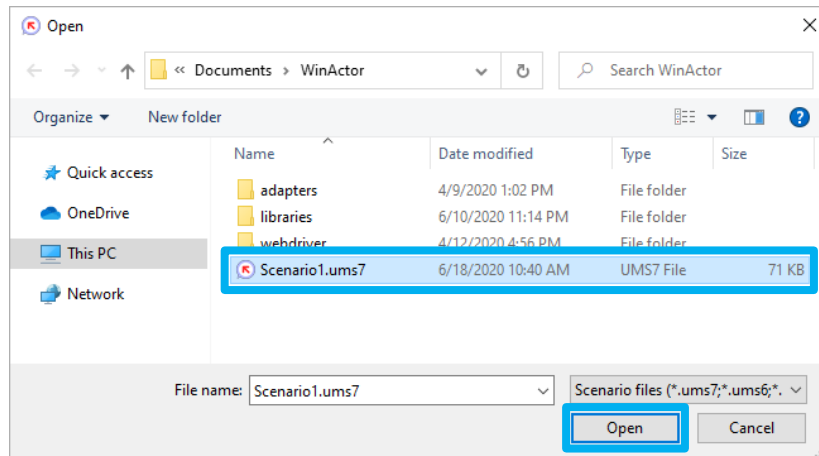 Open
« Documents › WinActor
Search WinActor
Organize
New folder
?
Name Date modified Type Size
Quick access
OneDrive
This PC
Network
adapters 4/9/2020 1:02 PM File folder
libraries 6/10/2020 11:14 PM File folder
webdriver 4/12/2020 4:56 PM File folder
Scenario1.ums7 6/18/2020 10:40 AM UMS7 File 71 KB
File name: Scenario1.ums7 Scenario files (*.ums7;*.ums6;*.
Open Cancel